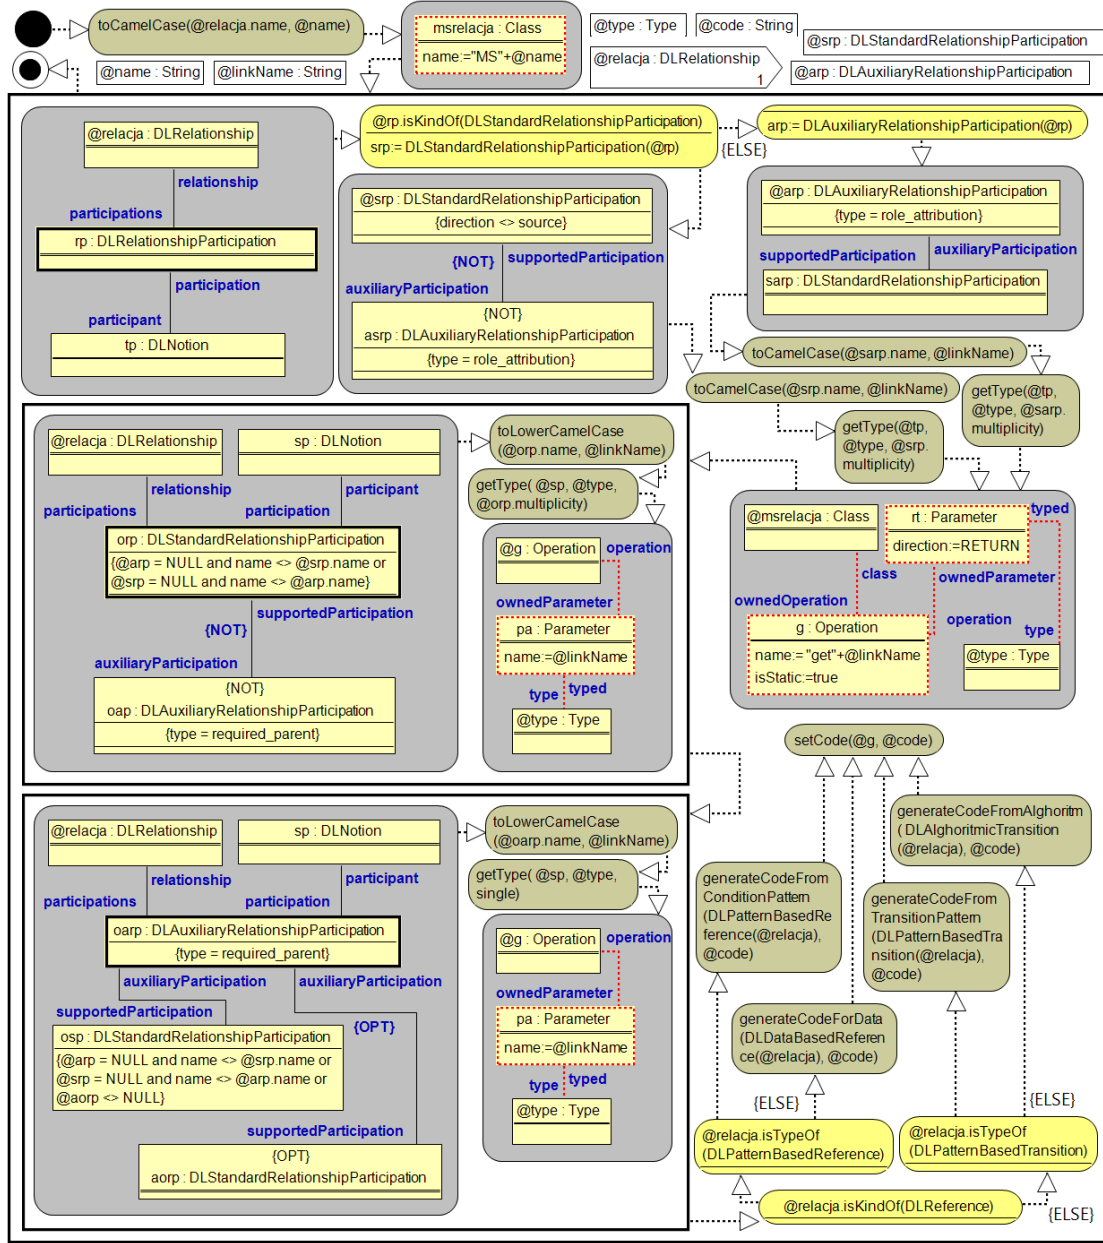 toCamelCase(@relacja.name, @name)
msrelacja : Class
name:="MS"+@name
@type : Type
@code : String
@srp : DLStandardRelationshipParticipation
@relacja : DLRelationship
1
@arp : DLAuxiliaryRelationshipParticipation
@name : String
@linkName : String
@relacja : DLRelationship
relationship
participations
rp : DLRelationshipParticipation
participation
participant
tp : DLNotion
@rp.isKindOf(DLStandardRelationshipParticipation)
srp:= DLStandardRelationshipParticipation(@rp)
{ELSE}
arp:= DLAuxiliaryRelationshipParticipation(@rp)
@srp : DLStandardRelationshipParticipation
{direction <> source}
{NOT}
supportedParticipation
auxiliaryParticipation
{NOT}
asrp : DLAuxiliaryRelationshipParticipation
{type = role_attribution}
@arp : DLAuxiliaryRelationshipParticipation
{type = role_attribution}
supportedParticipation
auxiliaryParticipation
sarp : DLStandardRelationshipParticipation
toCamelCase(@sarp.name, @linkName)
toCamelCase(@srp.name, @linkName)
getType(@tp,
@type, @sarp.
multiplicity)
getType(@tp,
@type, @srp.
multiplicity)
@relacja : DLRelationship
sp : DLNotion
relationship
participant
participations
participation
orp : DLStandardRelationshipParticipation
{@arp = NULL and name <> @srp.name or
@srp = NULL and name <> @arp.name}
supportedParticipation
{NOT}
auxiliaryParticipation
{NOT}
oap : DLAuxiliaryRelationshipParticipation
{type = required_parent}
toLowerCamelCase
(@orp.name, @linkName)
getType( @sp, @type,
@orp.multiplicity)
@g : Operation
operation
ownedParameter
pa : Parameter
name:=@linkName
type
typed
@type : Type
@msrelacja : Class
rt : Parameter
direction:=RETURN
typed
class
ownedParameter
ownedOperation
g : Operation
name:= "get"+@linkName
isStatic:=true
operation
type
@type : Type
setCode(@g, @code)
@relacja : DLRelationship
sp : DLNotion
relationship
participant
participations
participation
oarp : DLAuxiliaryRelationshipParticipation
{type = required_parent}
auxiliaryParticipation
auxiliaryParticipation
supportedParticipation
{OPT}
osp : DLStandardRelationshipParticipation
{@arp = NULL and name <> @srp.name or
@srp = NULL and name <> @arp.name or
@aorp <> NULL}
supportedParticipation
{OPT}
aorp : DLStandardRelationshipParticipation
toLowerCamelCase
(@oarp.name, @linkName)
getType( @sp, @type,
single)
@g : Operation
operation
ownedParameter
pa : Parameter
name:=@linkName
type
typed
@type : Type
generateCodeFromAlghoritm
( DLAlghoritmicTransition
(@relacja), @code)
generateCodeFrom
ConditionPattern
(DLPatternBasedRe
ference(@relacja),
@code)
generateCodeFrom
TransitionPattern
(DLPatternBasedTra
nsition(@relacja),
@code)
generateCodeForData
(DLDataBasedReferen
ce(@relacja), @code)
{ELSE}
{ELSE}
@relacja.isTypeOf
(DLPatternBasedReference)
@relacja.isTypeOf
(DLPatternBasedTransition)
@relacja.isKindOf(DLReference)
{ELSE}